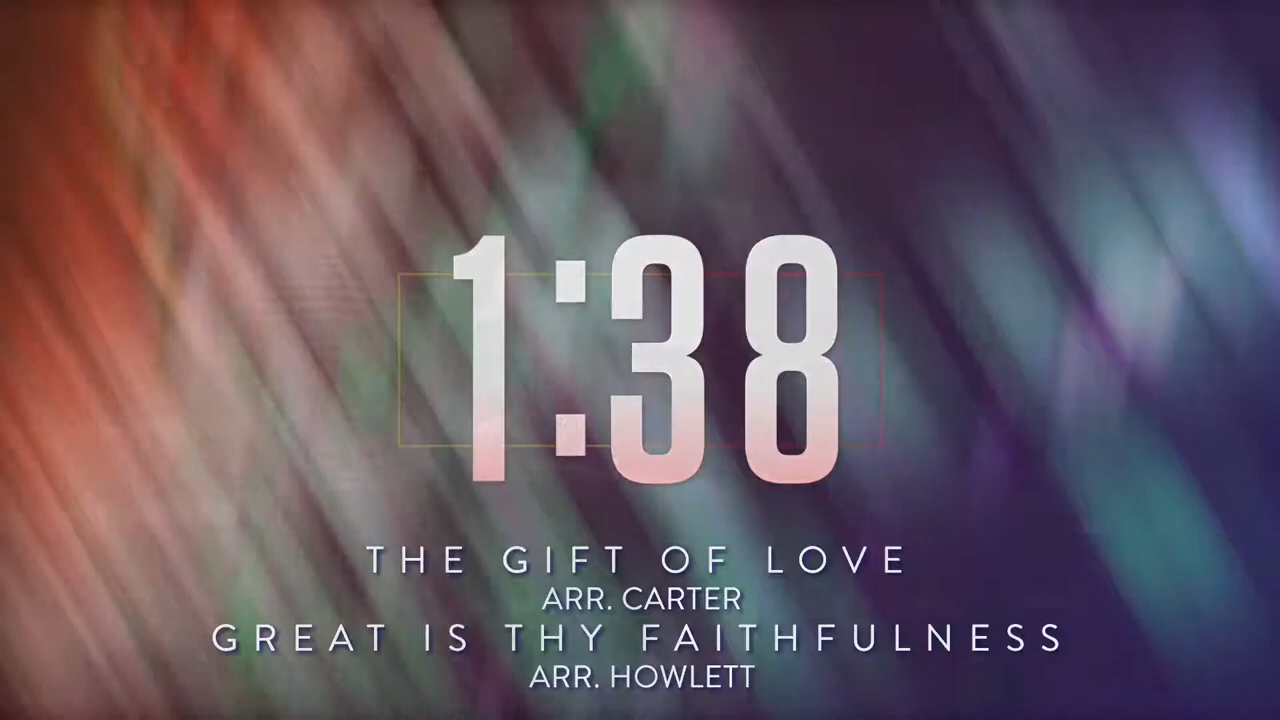 1:38
THE GIFT OF LOVE
ARR. CARTER
GREAT IS THY FAITHFULNESS
ARR. HOWLETT